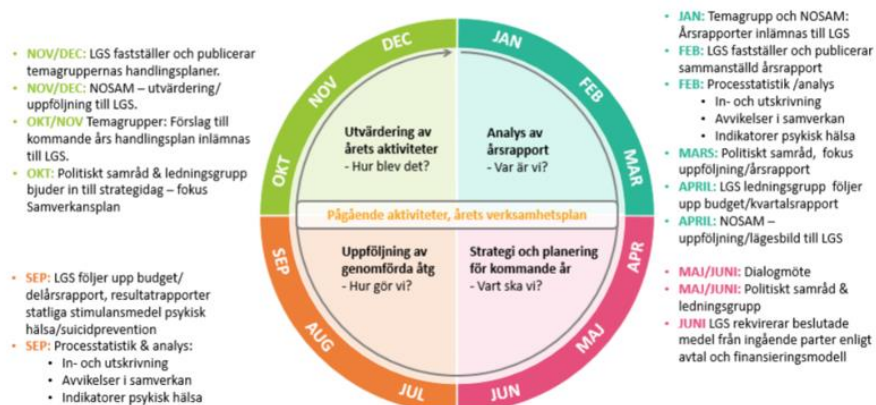 • NOV/DEC: LGS fastställer och publicerar
temagruppernas handlingsplaner.
• NOV/DEC: NOSAM – utvärdering/
uppföljning till LGS.
• OKT/NOV Temagrupper: Förslag till
kommande års handlingsplan inlämnas
till LGS.
• OKT: Politiskt samråd & ledningsgrupp
bjuder in till strategidag – fokus
Samverkansplan
• SEP: LGS följer upp budget/
delårsrapport, resultatrapporter
statliga stimulansmedel psykisk
hälsa/suicidprevention
• SEP: Processtatistik & analys:
• In- och utskrivning
• Avvikelser i samverkan
• Indikatorer psykisk hälsa
JAN
FEB
MAR
APR
MAJ
JUN
JUL
AUG
SEP
OKT
NOV
DEC
Utvärdering av
årets aktiviteter
- Hur blev det?
Analys av
årsrapport
- Var är vi?
Pågående aktiviteter, årets verksamhetsplan
Uppföljning av
genomförda åtg
- Hur gör vi?
Strategi och planering
för kommande år
- Vart ska vi?
• JAN: Temagrupp och NOSAM:
Årsrapporter inlämnas till LGS
• FEB: LGS fastställer och publicerar
sammanställd årsrapport
• FEB: Processtatistik /analys
• In- och utskrivning
• Avvikelser i samverkan
• Indikatorer psykisk hälsa
• MARS: Politiskt samråd, fokus
uppföljning/årsrapport
• APRIL: LGS ledningsgrupp följer
upp budget/kvartalsrapport
• APRIL: NOSAM –
uppföljning/lägesbild till LGS
• MAJ/JUNI: Dialogmöte
• MAJ/JUNI: Politiskt samråd &
ledningsgrupp
• JUNI LGS rekvirerar beslutade
medel från ingående parter enligt
avtal och finansieringsmodell